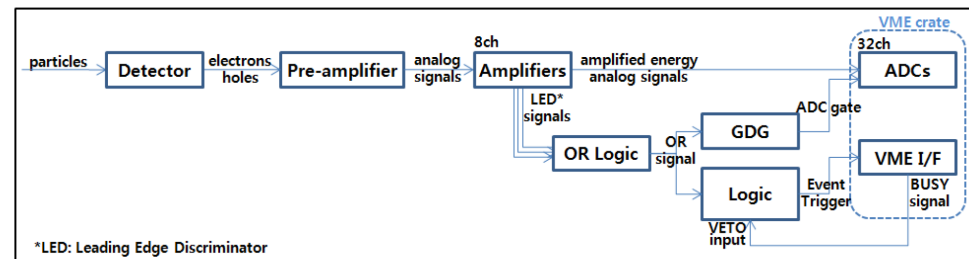 VME crate
8ch
32ch
particles
Detector
electrons
holes
Pre-amplifier
analog
signals
Amplifiers
amplified energy
analog signals
ADCs
LED*
signals
ADC gate
OR Logic
OR
signal
GDG
Logic
Event
Trigger
VME I/F
BUSY
signal
VETO
input
*LED: Leading Edge Discriminator